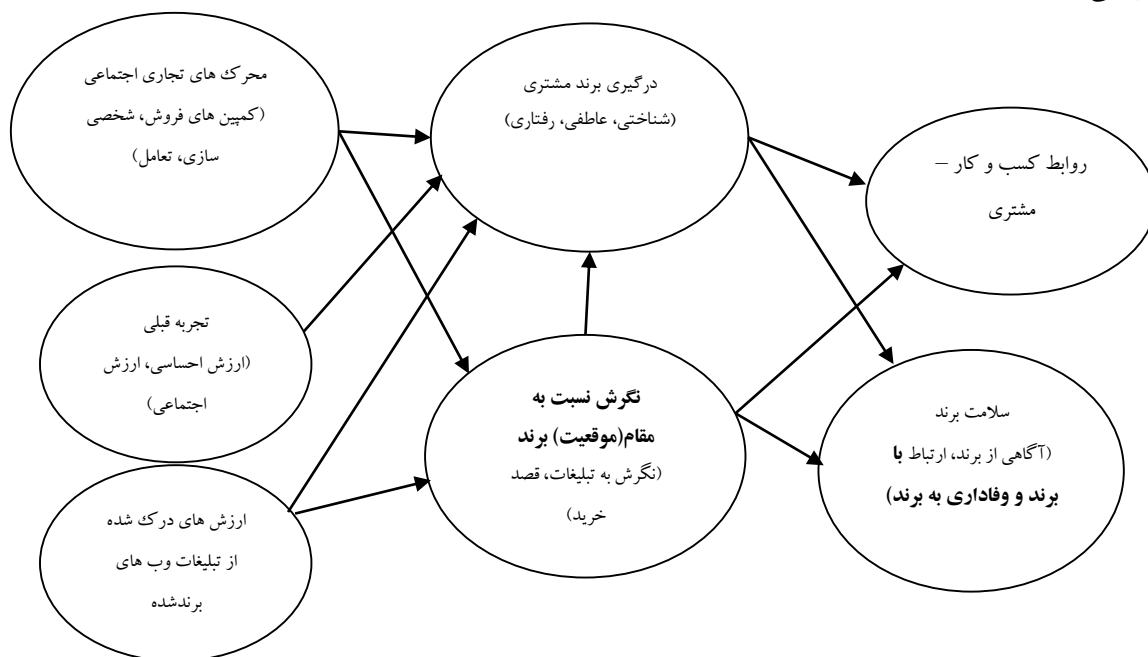 محرک های تجاری اجتماعی
(کمپین های فروش، شخصی
سازی، تعامل)
درگیری برند مشتری
(شناختی، عاطفی، رفتاری)
روابط کسب و کار –
مشتری
تجربه قبلی
(ارزش احساسی، ارزش
اجتماعی)
نگرش نسبت به
مقام(موقعیت) برند
(نگرش به تبلیغات، قصد
خرید)
سلامت برند
(آگاهی از برند، ارتباط با
برند و وفاداری به برند)
ارزش های درک شده
از تبلیغات وب های
برندشده